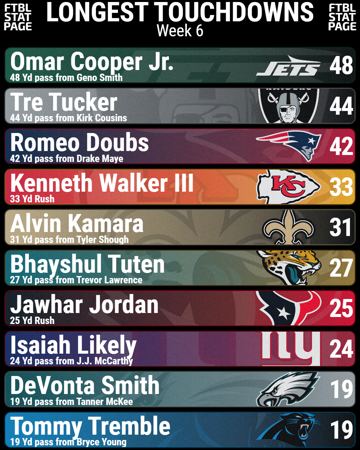 FTBL
STAT
PAGE
LONGEST TOUCHDOWNS
Week 6
FTBL
STAT
PAGE
Omar Cooper Jr.
48 Yd pass from Geno Smith
JETS
48
Tre Tucker
44 Yd pass from Kirk Cousins
RAIDERS
44
Romeo Doubs
42 Yd pass from Drake Maye
42
Kenneth Walker III
33 Yd Rush
KC
33
Alvin Kamara
31 Yd pass from Tyler Shough
31
Bhayshul Tuten
27 Yd pass from Trevor Lawrence
27
Jawhar Jordan
25 Yd Rush
25
Isaiah Likely
24 Yd pass from J.J. McCarthy
ny
24
DeVonta Smith
19 Yd pass from Tanner McKee
19
Tommy Tremble
19 Yd pass from Bryce Young
19